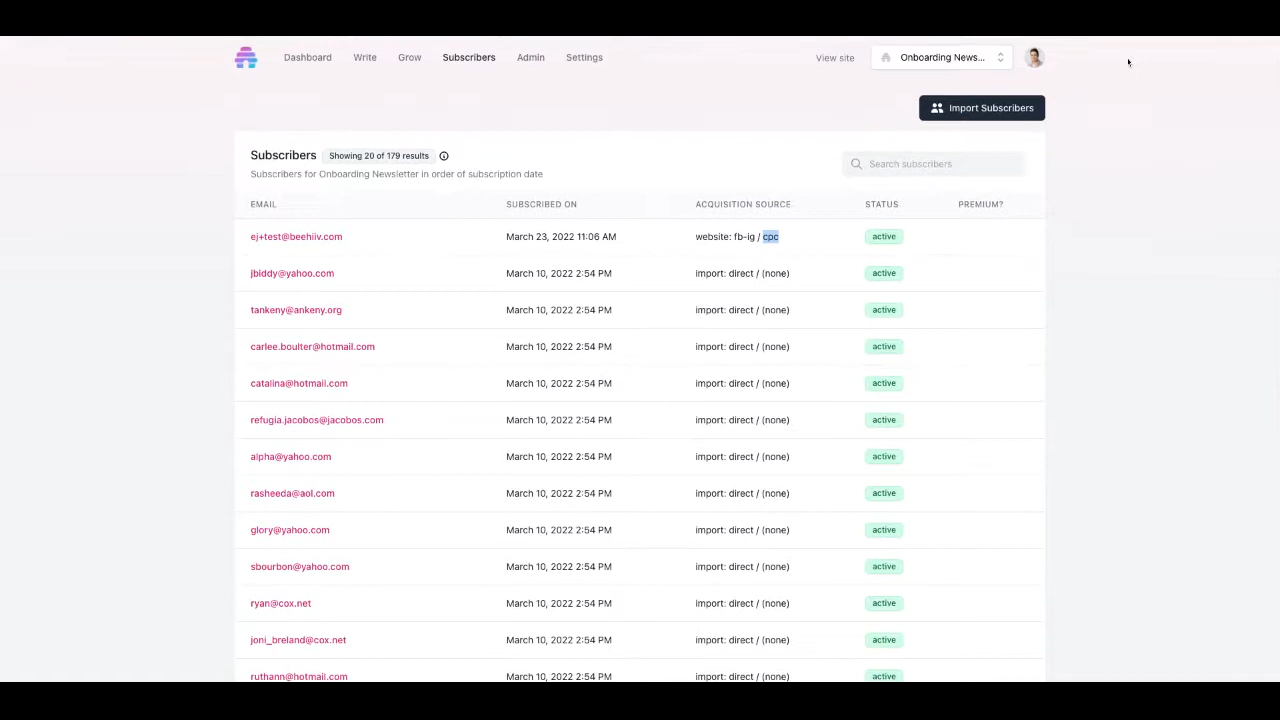 Dashboard Write Grow Subscribers Admin Settings View site Onboarding News...
Import Subscribers
Subscribers Showing 20 of 179 results
Search subscribers
Subscribers for Onboarding Newsletter in order of subscription date
EMAIL SUBSCRIBED ON ACQUISITION SOURCE STATUS PREMIUM?
ej+test@beehiiv.com March 23, 2022 11:06 AM website: fb-ig / cpc active
jbiddy@yahoo.com March 10, 2022 2:54 PM import: direct / (none) active
tankeny@ankeny.org March 10, 2022 2:54 PM import: direct / (none) active
carlee.boulter@hotmail.com March 10, 2022 2:54 PM import: direct / (none) active
catalina@hotmail.com March 10, 2022 2:54 PM import: direct / (none) active
refugia.jacobos@jacobos.com March 10, 2022 2:54 PM import: direct / (none) active
alpha@yahoo.com March 10, 2022 2:54 PM import: direct / (none) active
rasheeda@aol.com March 10, 2022 2:54 PM import: direct / (none) active
glory@yahoo.com March 10, 2022 2:54 PM import: direct / (none) active
sbourbon@yahoo.com March 10, 2022 2:54 PM import: direct / (none) active
ryan@cox.net March 10, 2022 2:54 PM import: direct / (none) active
joni_breland@cox.net March 10, 2022 2:54 PM import: direct / (none) active
ruthann@hotmail.com March 10, 2022 2:54 PM import: direct / (none) active